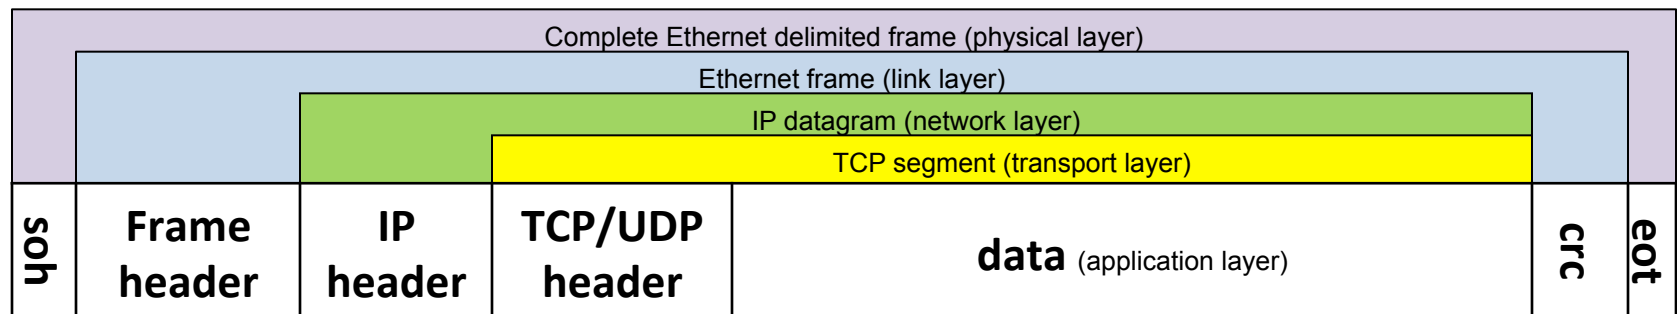 Complete Ethernet delimited frame (physical layer)
Ethernet frame (link layer)
IP datagram (network layer)
TCP segment (transport layer)
soh
Frame
header
IP
header
TCP/UDP
header
data (application layer)
crc
eot